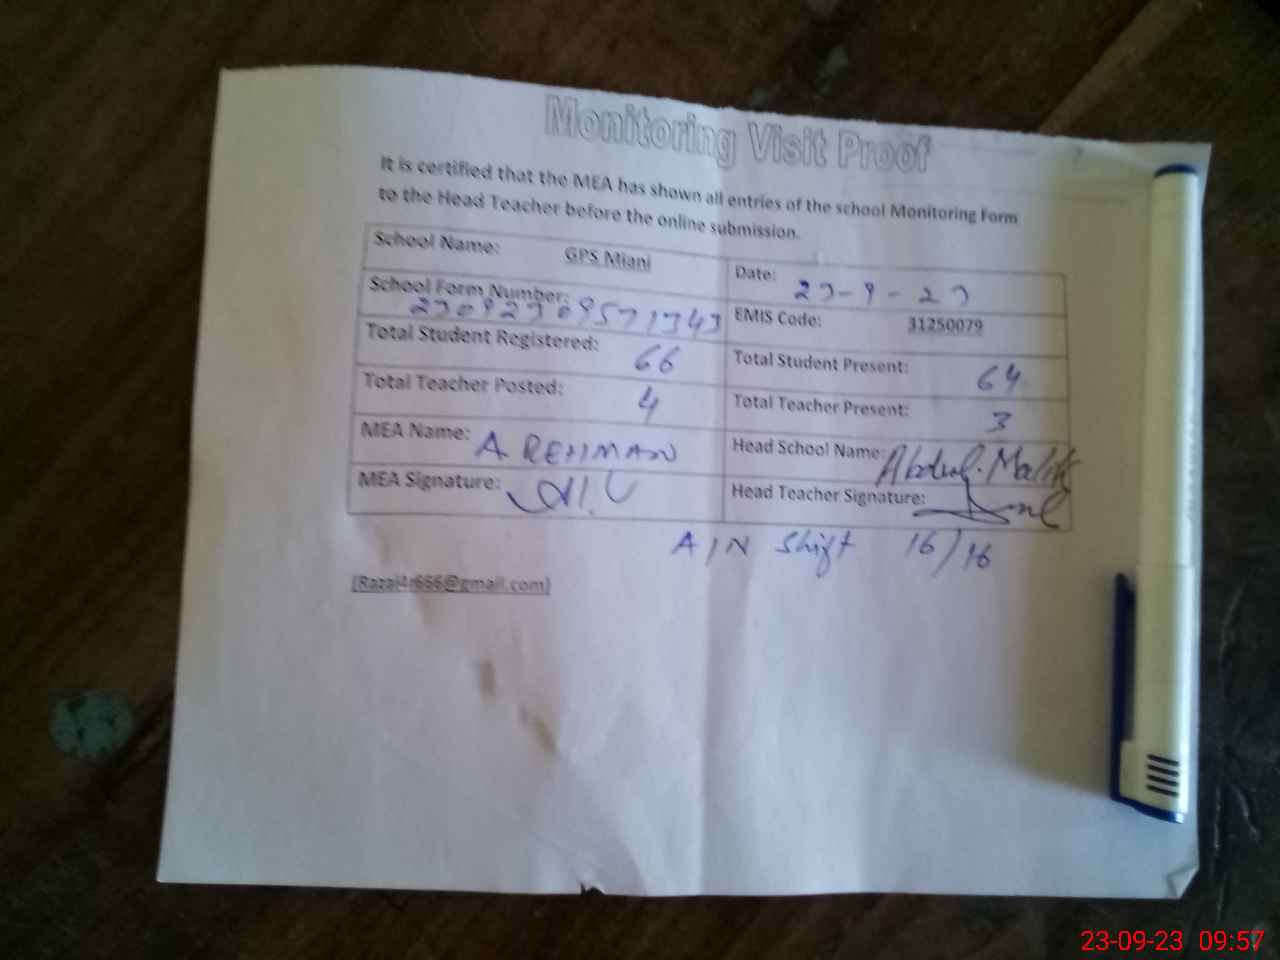 Monitoring Visit Proof
It is certified that the MEA has shown all entries of the school Monitoring Form
to the Head Teacher before the online submission.
School Name: GPS Miani
Date: 23-9-23
School Form Number: 23092309571343
EMIS Code: 31250079
Total Student Registered: 66
Total Student Present: 64
Total Teacher Posted: 4
Total Teacher Present: 3
MEA Name: A REHMAN
Head School Name: Abdul. Malik
MEA Signature:
Head Teacher Signature:
A/N Shift 16/16
23-09-23 09:57